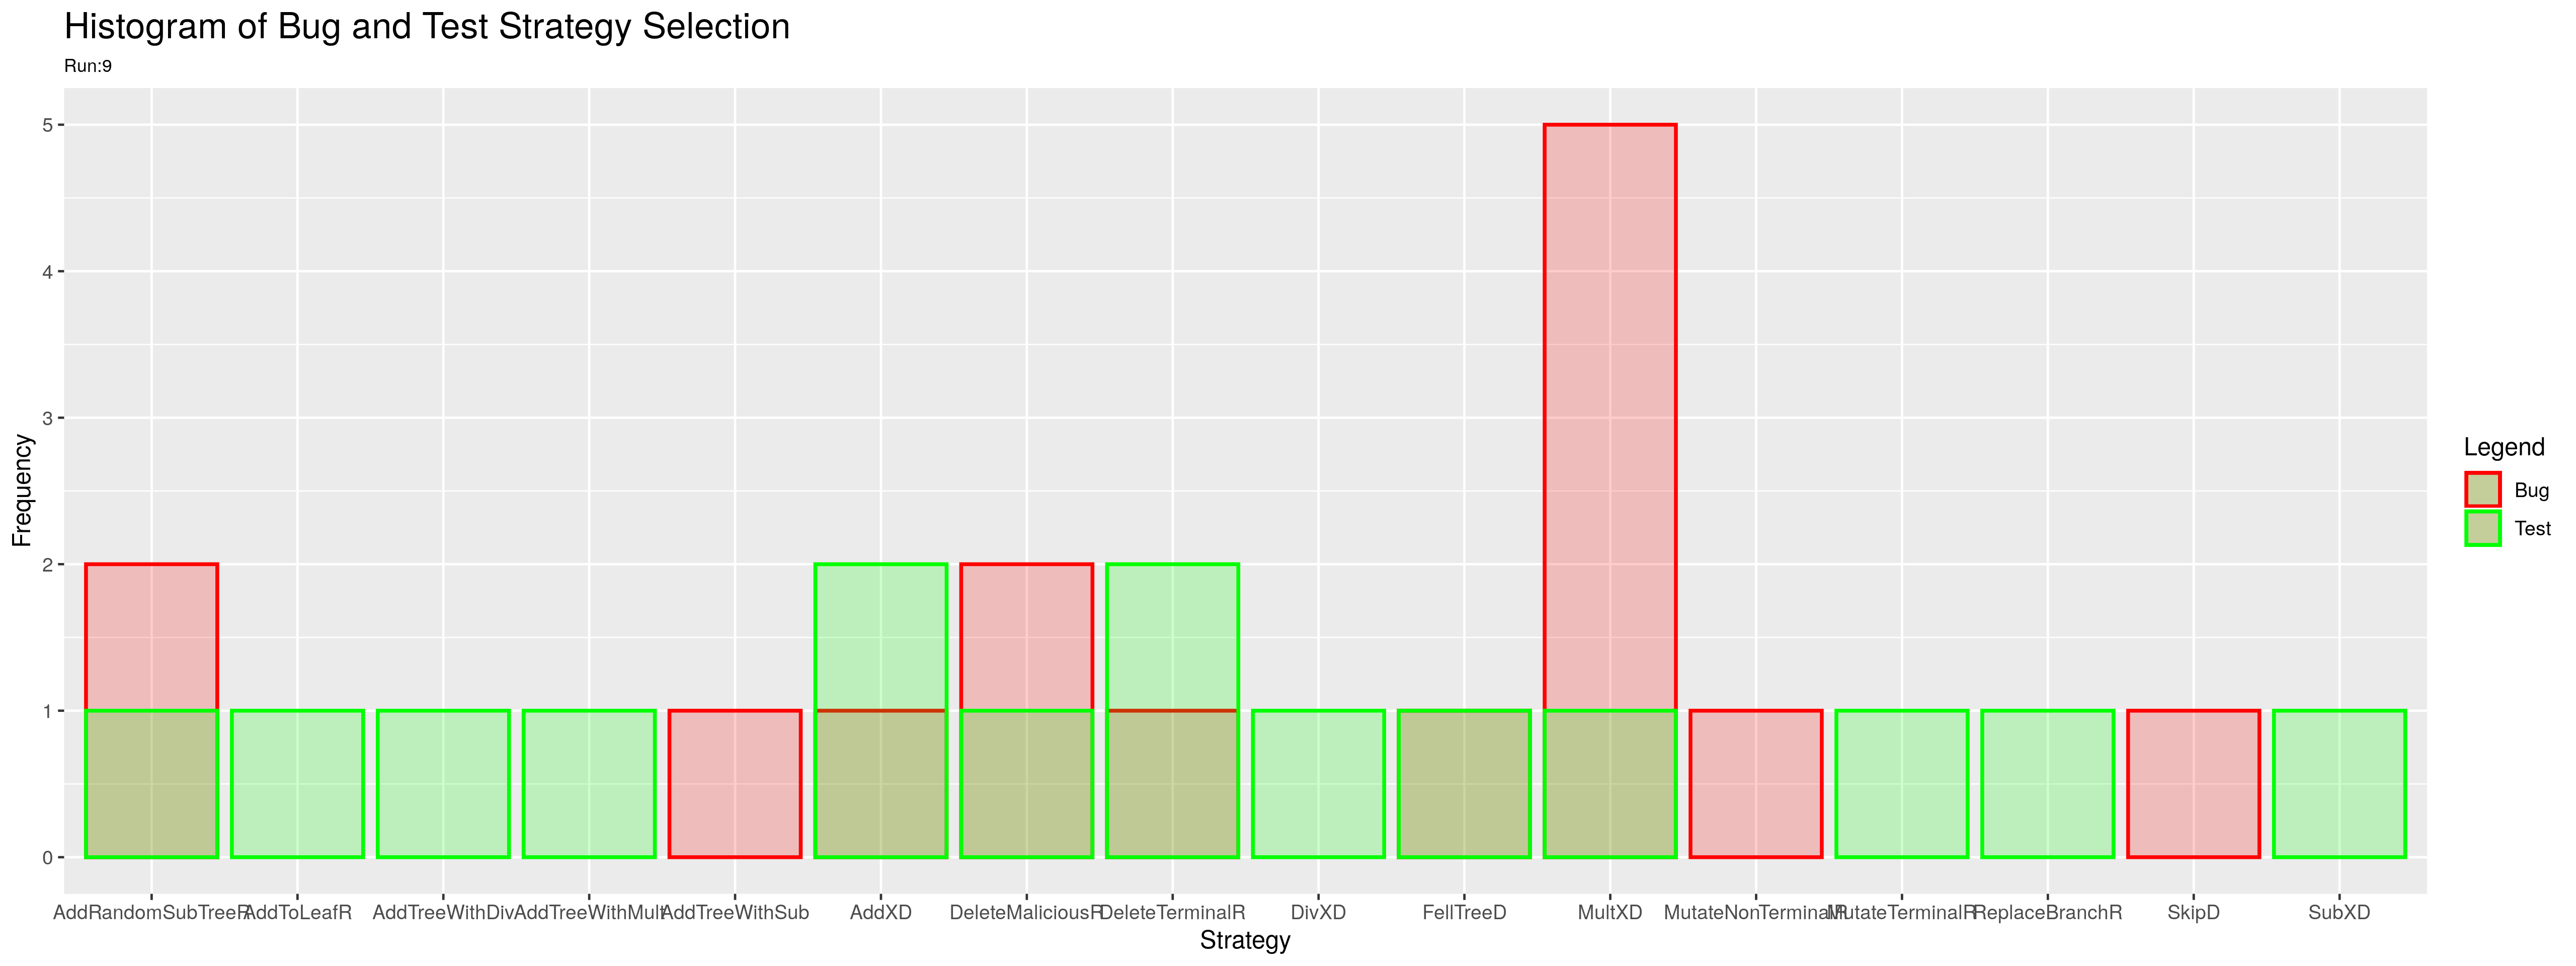 Histogram of Bug and Test Strategy Selection
Run:9
Frequency
5
4
3
2
1
0
AddRandomSubTreeR AddToLeafR AddTreeWithDiv AddTreeWithMult AddTreeWithSub AddXD DeleteMaliciousR DeleteTerminalR DivXD FellTreeD MultXD MutateNonTerminalR MutateTerminalR ReplaceBranchR SkipD SubXD
Strategy
Legend
Bug
Test